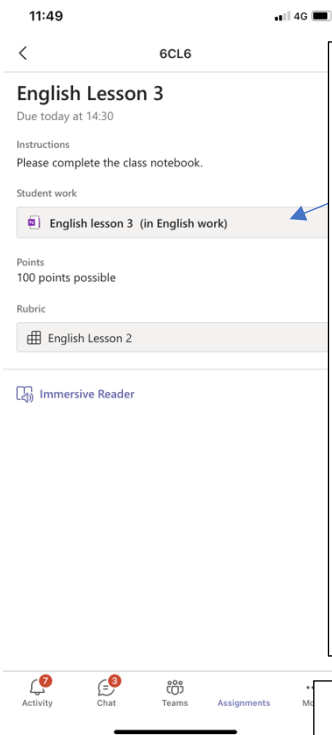 11:49
4G
6CL6
English Lesson 3
Due today at 14:30
Instructions
Please complete the class notebook.
Student work
English lesson 3 (in English work)
Points
100 points possible
Rubric
English Lesson 2
Immersive Reader
7
3
Activity
Chat
Teams
Assignments